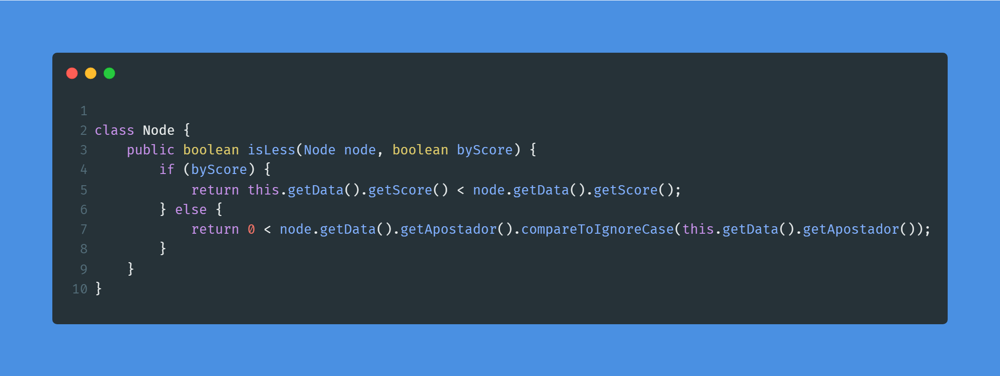 1
2 class Node {
3     public boolean isLess(Node node, boolean byScore) {
4         if (byScore) {
5             return this.getData().getScore() < node.getData().getScore();
6         } else {
7             return 0 < node.getData().getApostador().compareToIgnoreCase(this.getData().getApostador());
8         }
9     }
10 }